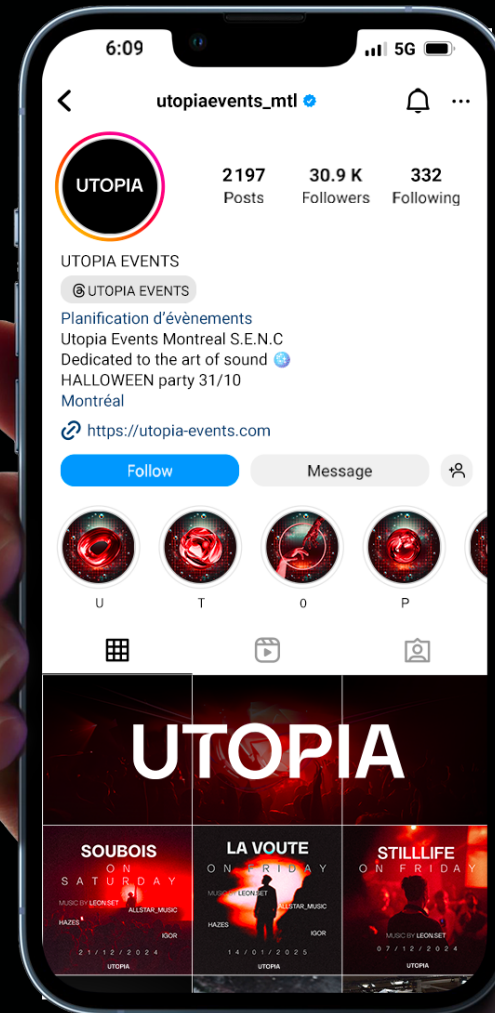 6:09
5G
utopiaevents_mtl
UTOPIA
2197
Posts
30.9 K
Followers
332
Following
UTOPIA EVENTS
UTOPIA EVENTS
Planification d'évènements
Utopia Events Montreal S.E.N.C
Dedicated to the art of sound 🪩
HALLOWEEN party 31/10
Montréal
https://utopia-events.com
Follow
Message
U
T
O
P
UTOPIA
SOUBOIS
ON
SATURDAY
MUSIC BY LEON SET
ALLSTAR_MUSIC
HAZES
IGOR
21/12/2024
UTOPIA
LA VOUTE
ON FRIDAY
MUSIC BY LEON SET
ALLSTAR_MUSIC
HAZES
IGOR
14/01/2025
UTOPIA
STILLLIFE
ON FRIDAY
MUSIC BY LEON SET
07/12/2024
UTOPIA